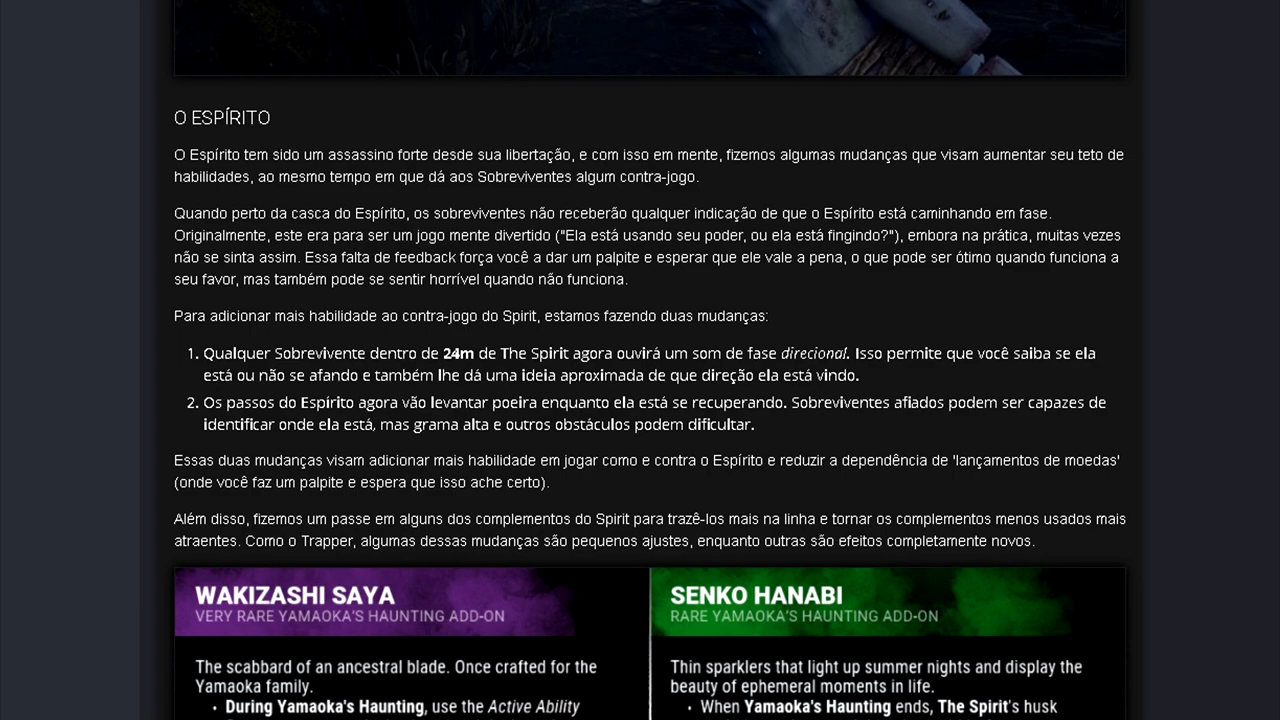 O ESPÍRITO
O Espírito tem sido um assassino forte desde sua libertação, e com isso em mente, fizemos algumas mudanças que visam aumentar seu teto de
habilidades, ao mesmo tempo em que dá aos Sobreviventes algum contra-jogo.
Quando perto da casca do Espírito, os sobreviventes não receberão qualquer indicação de que o Espírito está caminhando em fase.
Originalmente, este era para ser um jogo mente divertido ("Ela está usando seu poder, ou ela está fingindo?"), embora na prática, muitas vezes
não se sinta assim. Essa falta de feedback força você a dar um palpite e esperar que ele vale a pena, o que pode ser ótimo quando funciona a
seu favor, mas também pode se sentir horrível quando não funciona.
Para adicionar mais habilidade ao contra-jogo do Spirit, estamos fazendo duas mudanças:
1. Qualquer Sobrevivente dentro de 24m de The Spirit agora ouvirá um som de fase direcional. Isso permite que você saiba se ela
está ou não se afando e também lhe dá uma ideia aproximada de que direção ela está vindo.
2. Os passos do Espírito agora vão levantar poeira enquanto ela está se recuperando. Sobreviventes afiados podem ser capazes de
identificar onde ela está, mas grama alta e outros obstáculos podem dificultar.
Essas duas mudanças visam adicionar mais habilidade em jogar como e contra o Espírito e reduzir a dependência de 'lançamentos de moedas'
(onde você faz um palpite e espera que isso ache certo).
Além disso, fizemos um passe em alguns dos complementos do Spirit para trazê-los mais na linha e tornar os complementos menos usados mais
atraentes. Como o Trapper, algumas dessas mudanças são pequenos ajustes, enquanto outras são efeitos completamente novos.
WAKIZASHI SAYA
VERY RARE YAMAOKA'S HAUNTING ADD-ON
The scabbard of an ancestral blade. Once crafted for the
Yamaoka family.
• During Yamaoka's Haunting, use the Active Ability
SENKO HANABI
RARE YAMAOKA'S HAUNTING ADD-ON
Thin sparklers that light up summer nights and display the
beauty of ephemeral moments in life.
• When Yamaoka's Haunting ends, The Spirit's husk